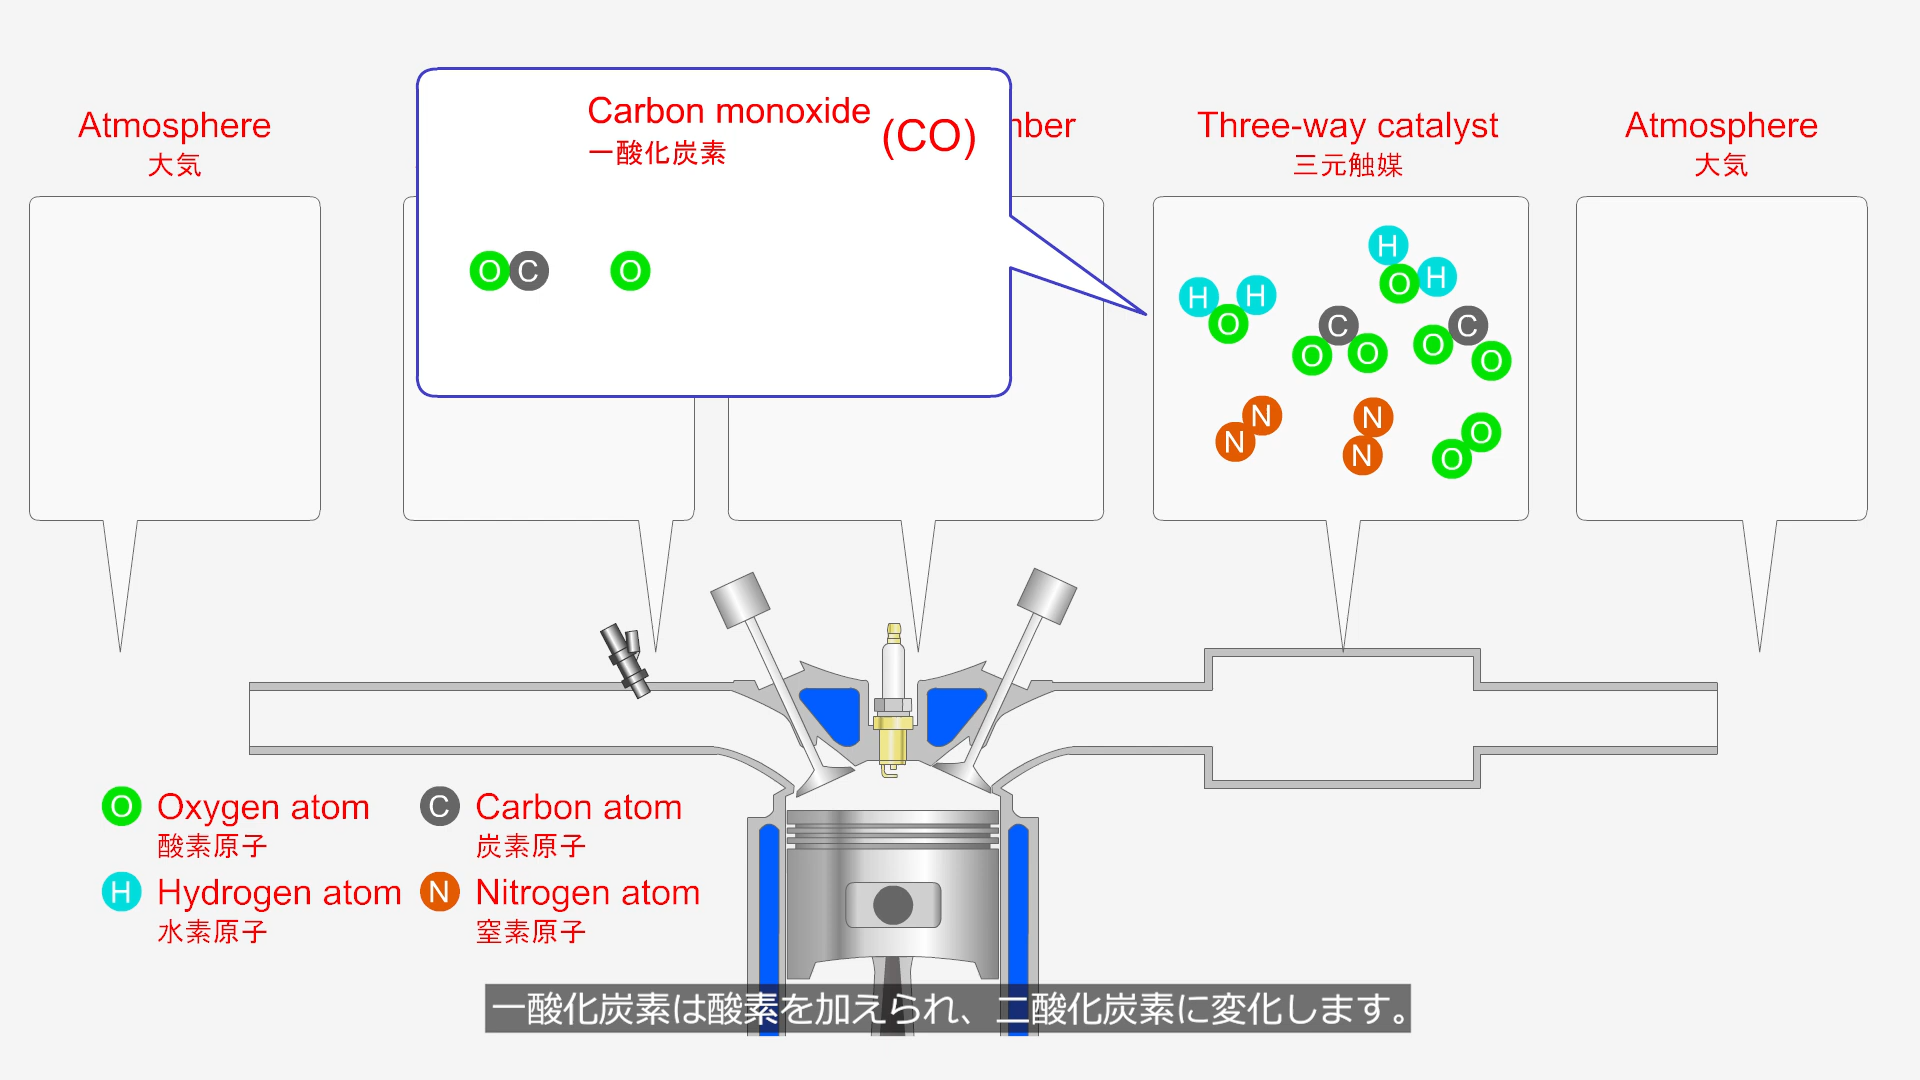 Atmosphere
大気
Carbon monoxide
一酸化炭素
(CO)
O C O
mber
Three-way catalyst
三元触媒
Atmosphere
大気
H
H
O
H
H
O
C
O
O
C
O
O
N
N
N
N
O
O
O Oxygen atom
酸素原子
C Carbon atom
炭素原子
H Hydrogen atom
水素原子
N Nitrogen atom
窒素原子
一酸化炭素は酸素を加えられ、二酸化炭素に変化します。